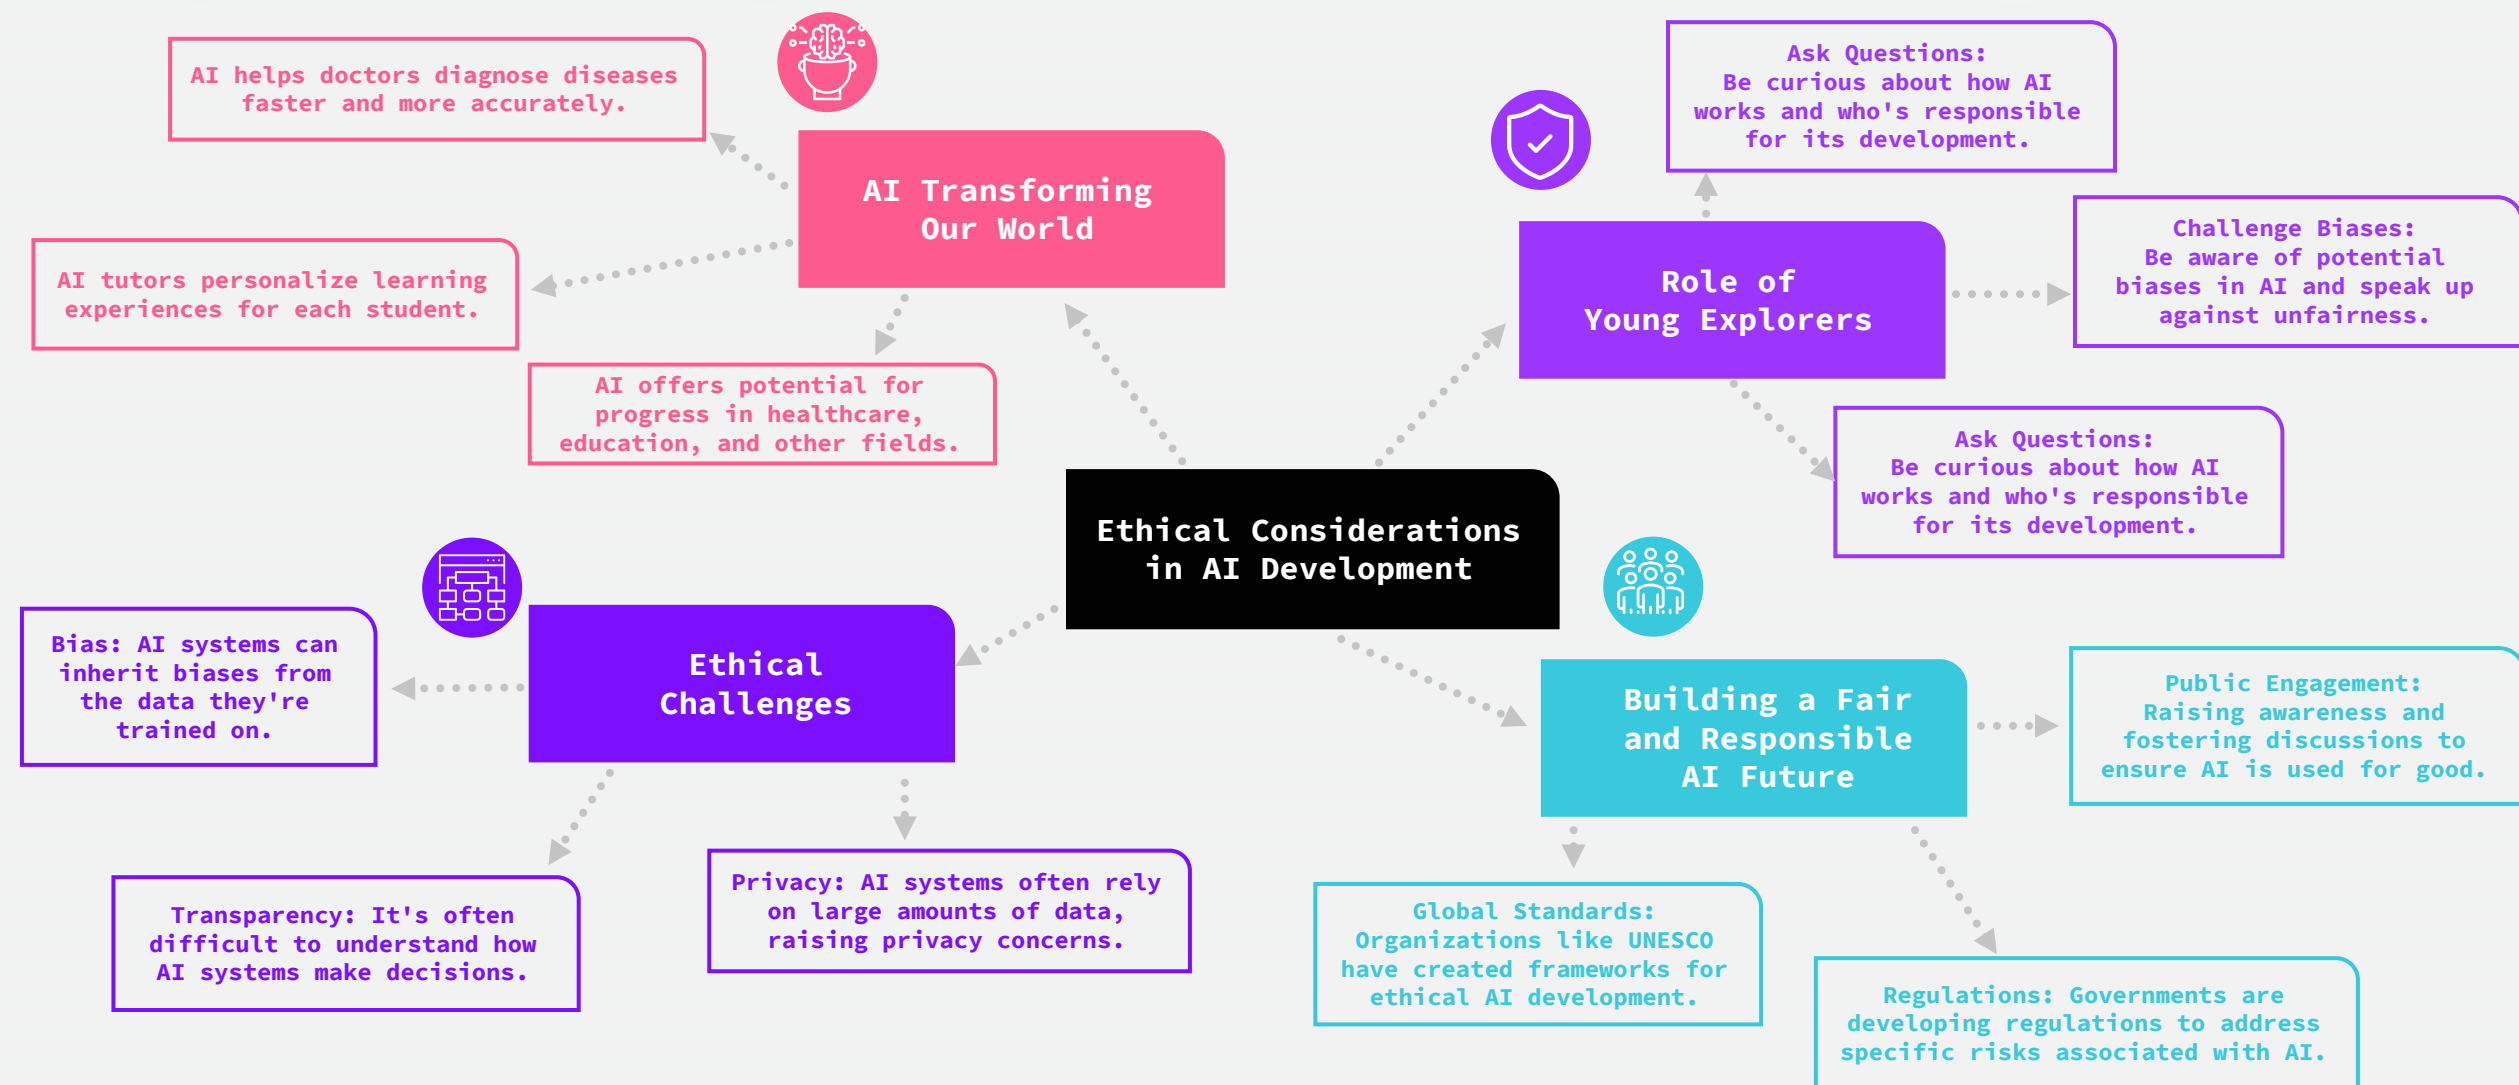 AI helps doctors diagnose diseases
faster and more accurately.
AI Transforming
Our World
AI tutors personalize learning
experiences for each student.
AI offers potential for
progress in healthcare,
education, and other fields.
Ask Questions:
Be curious about how AI
works and who's responsible
for its development.
Role of
Young Explorers
Challenge Biases:
Be aware of potential
biases in AI and speak up
against unfairness.
Ask Questions:
Be curious about how AI
works and who's responsible
for its development.
Ethical Considerations
in AI Development
Ethical
Challenges
Bias: AI systems can
inherit biases from
the data they're
trained on.
Transparency: It's often
difficult to understand how
AI systems make decisions.
Privacy: AI systems often rely
on large amounts of data,
raising privacy concerns.
Building a Fair
and Responsible
AI Future
Public Engagement:
Raising awareness and
fostering discussions to
ensure AI is used for good.
Global Standards:
Organizations like UNESCO
have created frameworks for
ethical AI development.
Regulations: Governments are
developing regulations to address
specific risks associated with AI.